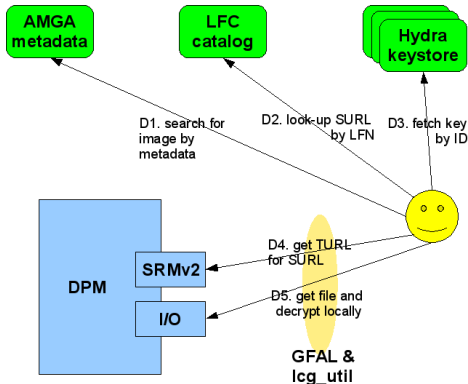 AMGA
metadata
LFC
catalog
Hydra
keystore
D1. search for
image by
metadata
D2. look-up SURL
by LFN
D3. fetch key
by ID
D4. get TURL
for SURL
SRMv2
DPM
D5. get file and
decrypt locally
I/O
GFAL &
lcg_util